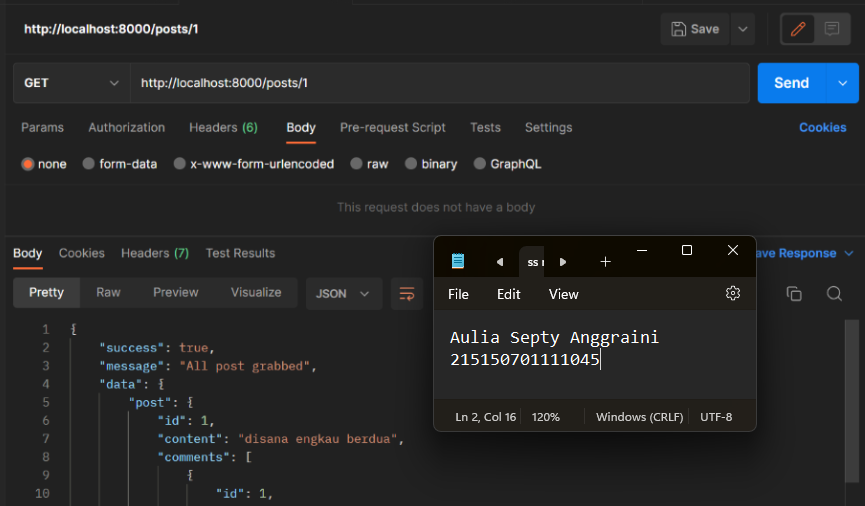 http://localhost:8000/posts/1
Save
GET
http://localhost:8000/posts/1
Send
Params
Authorization
Headers (6)
Body
Pre-request Script
Tests
Settings
Cookies
none
form-data
x-www-form-urlencoded
raw
binary
GraphQL
This request does not have a body
Body
Cookies
Headers (7)
Test Results
ave Response
Pretty
Raw
Preview
Visualize
JSON
1 {
2 "success": true,
3 "message": "All post grabbed",
4 "data": {
5 "post": {
6 "id": 1,
7 "content": "disana engkau berdua",
8 "comments": [
9 {
10 "id": 1,
ss
File
Edit
View
Aulia Septy Anggraini
215150701111045
Ln 2, Col 16
120%
Windows (CRLF)
UTF-8